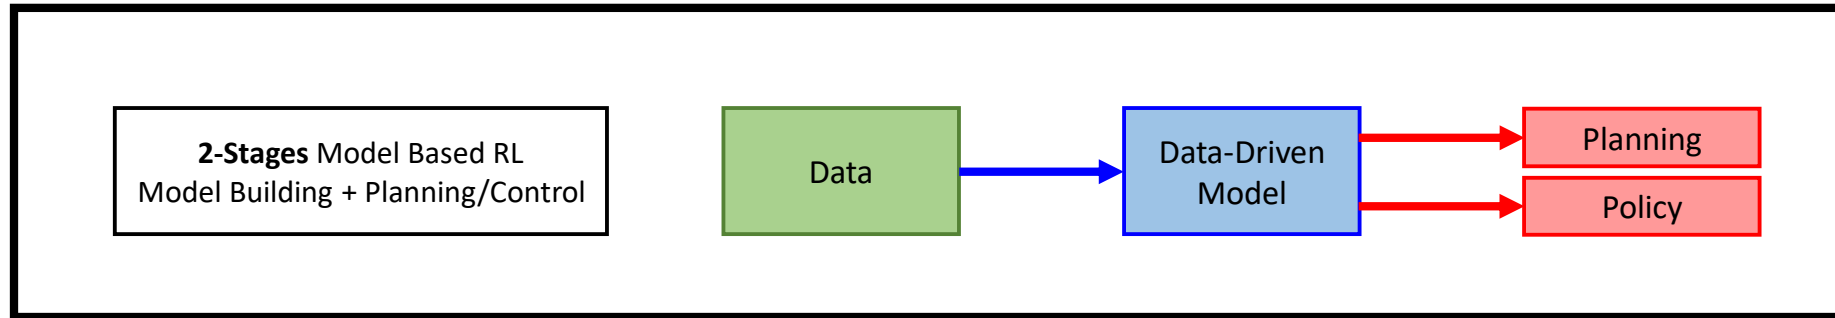 2-Stages Model Based RL
Model Building + Planning/Control
Data
Data-Driven
Model
Planning
Policy